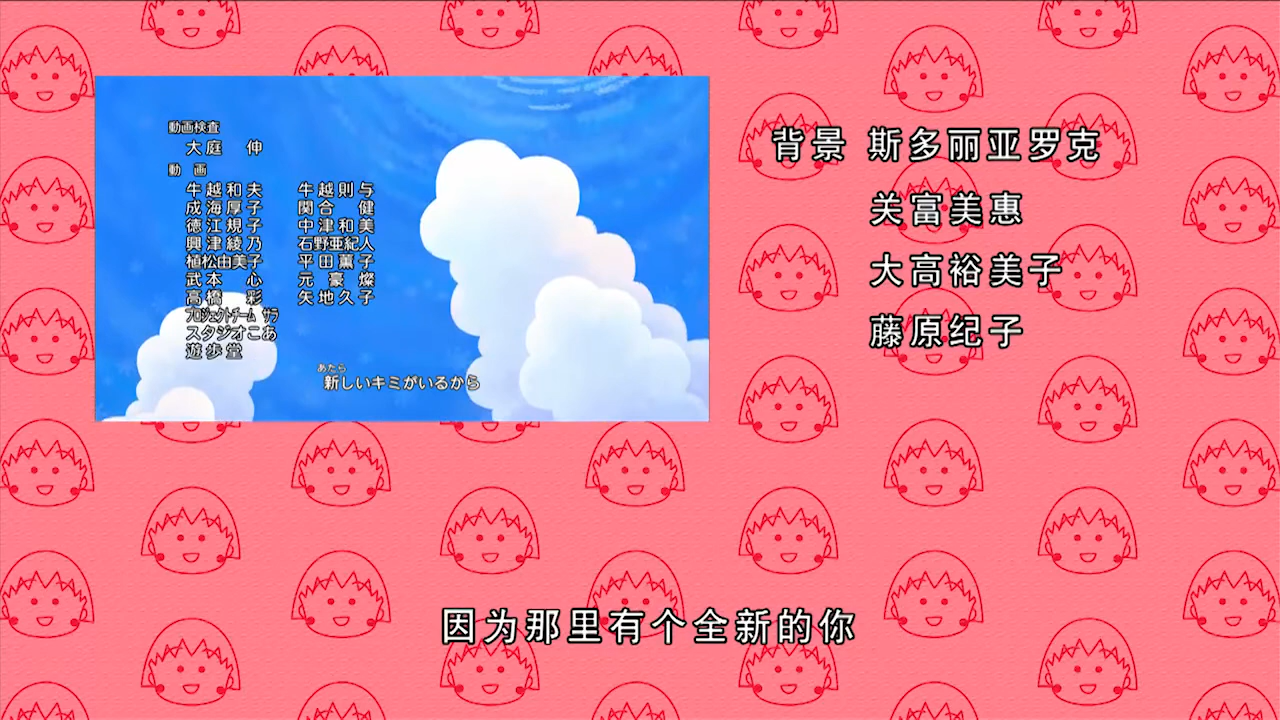 動画検査
大庭 伸
動 画
牛越和夫 牛越則与
成海厚子 関合 健
徳江規子 中津和美
興津綾乃 石野亜紀人
植松由美子 平田薫子
武本 心 元豪燦
高橋 彩 矢地久子
プロジェクトチーム サラ
スタジオこあ
遊歩堂
あたら
新しいキミがいるから
背景 斯多丽亚罗克
关富美惠
大高裕美子
藤原纪子
因为那里有个全新的你